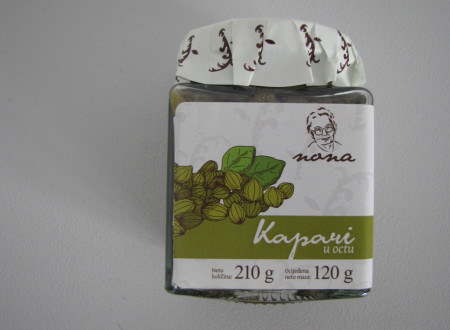 nona
Kapari
u octu
Neto
količina: 210 g
Ocijeđena
neto masa: 120 g